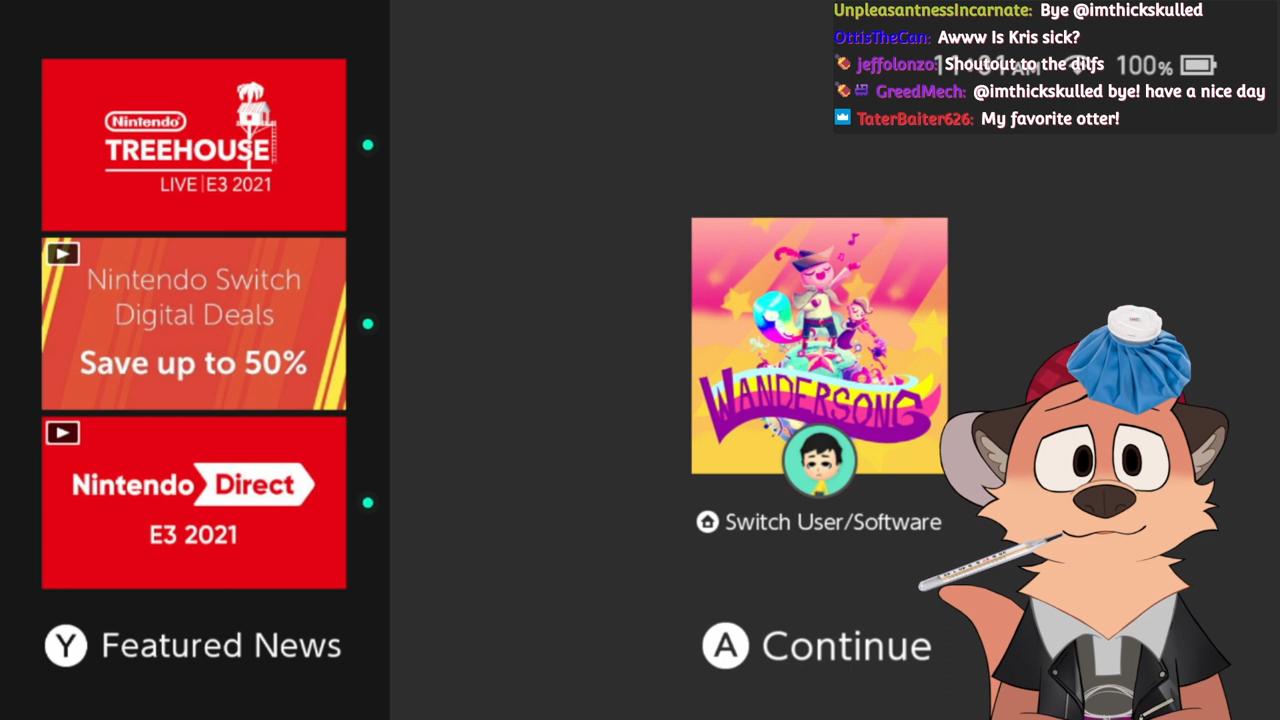 Nintendo
TREEHOUSE
LIVE | E3 2021
Nintendo Switch
Digital Deals
Save up to 50%
Nintendo Direct
E3 2021
Y Featured News
WANDERSONG
Switch User/Software
A Continue
100%
UnpleasantnessIncarnate: Bye @imthickskulled
OttisTheCan: Awww Is Kris sick?
jeffolonzo: Shoutout to the dilfs
GreedMech: @imthickskulled bye! have a nice day
TaterBaiter626: My favorite otter!